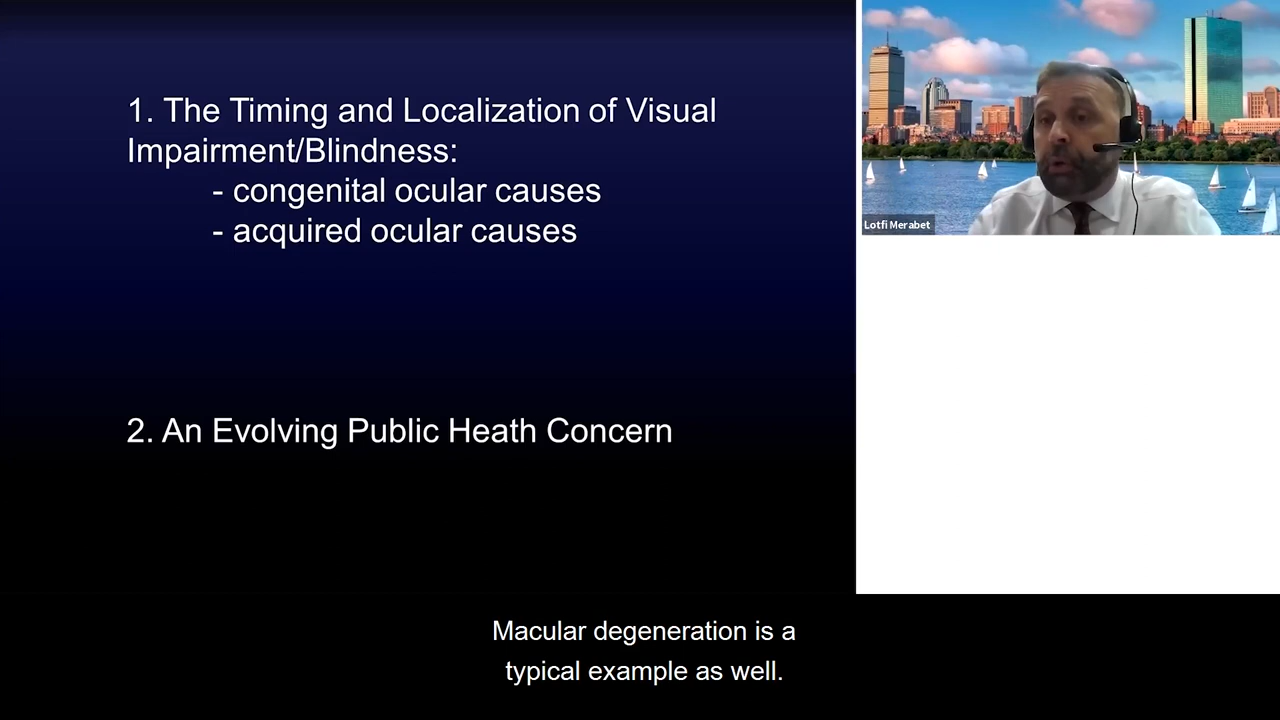 1. The Timing and Localization of Visual
Impairment/Blindness:
- congenital ocular causes
- acquired ocular causes
2. An Evolving Public Heath Concern
Lotfi Merabet
Macular degeneration is a
typical example as well.